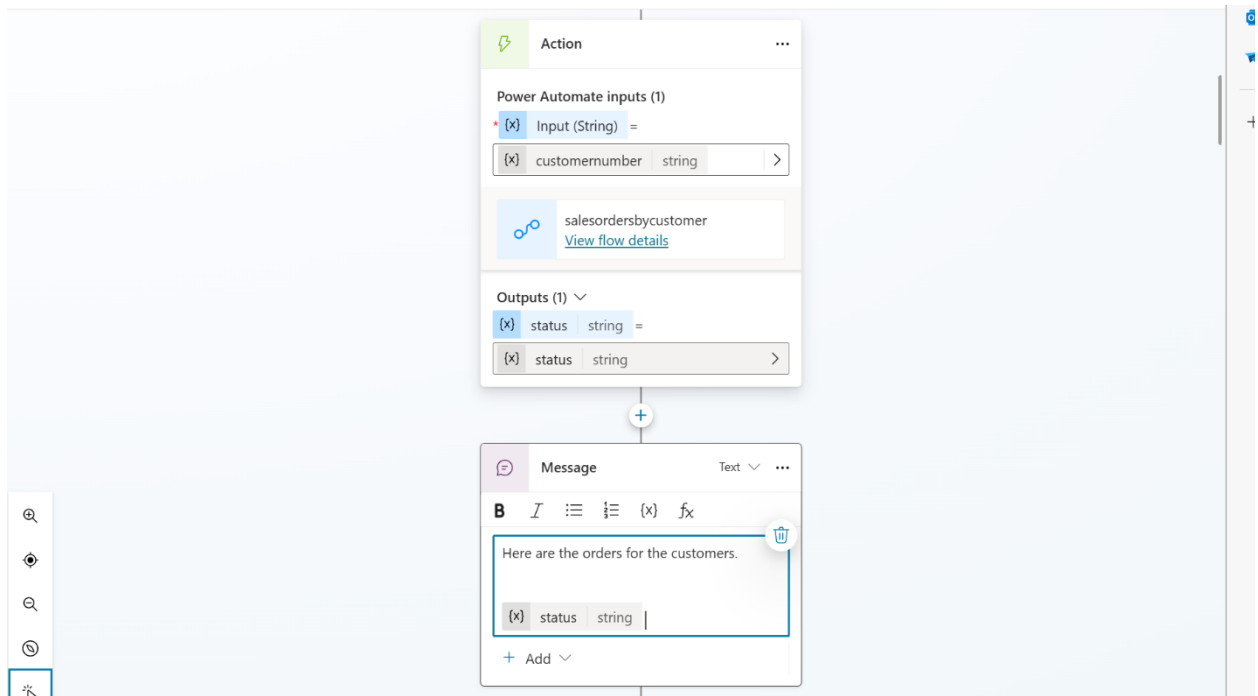 Action
Power Automate inputs (1)
* {x} Input (String) =
{x} customernumber string
salesordersbycustomer
View flow details
Outputs (1)
{x} status string =
{x} status string
Message Text
B I {x} fx
Here are the orders for the customers.
{x} status string
+ Add